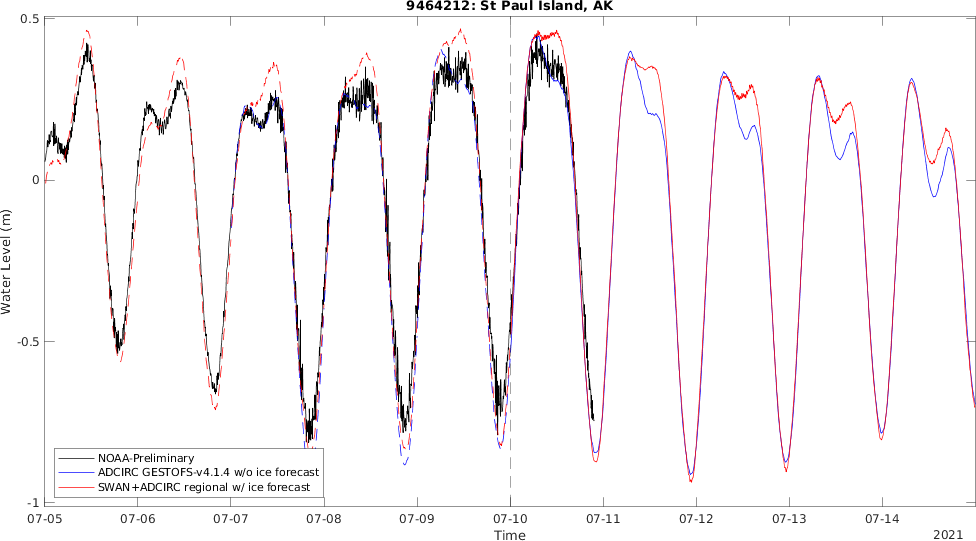 9464212: St Paul Island, AK
0.5
0
-0.5
-1
Water Level (m)
NOAA-Preliminary
ADCIRC GESTOFS-v4.1.4 w/o ice forecast
SWAN+ADCIRC regional w/ ice forecast
07-05 07-06 07-07 07-08 07-09 07-10 07-11 07-12 07-13 07-14
Time
2021